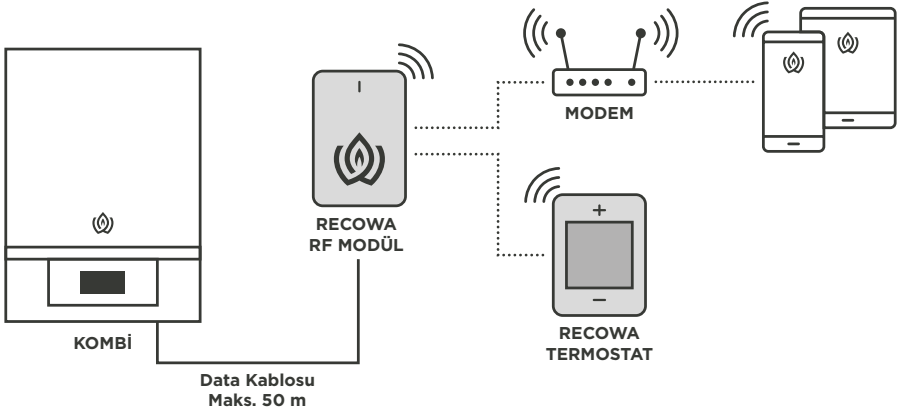 MODEM
RECOWA
RF MODÜL
KOMBİ
RECOWA
TERMOSTAT
Data Kablosu
Maks. 50 m